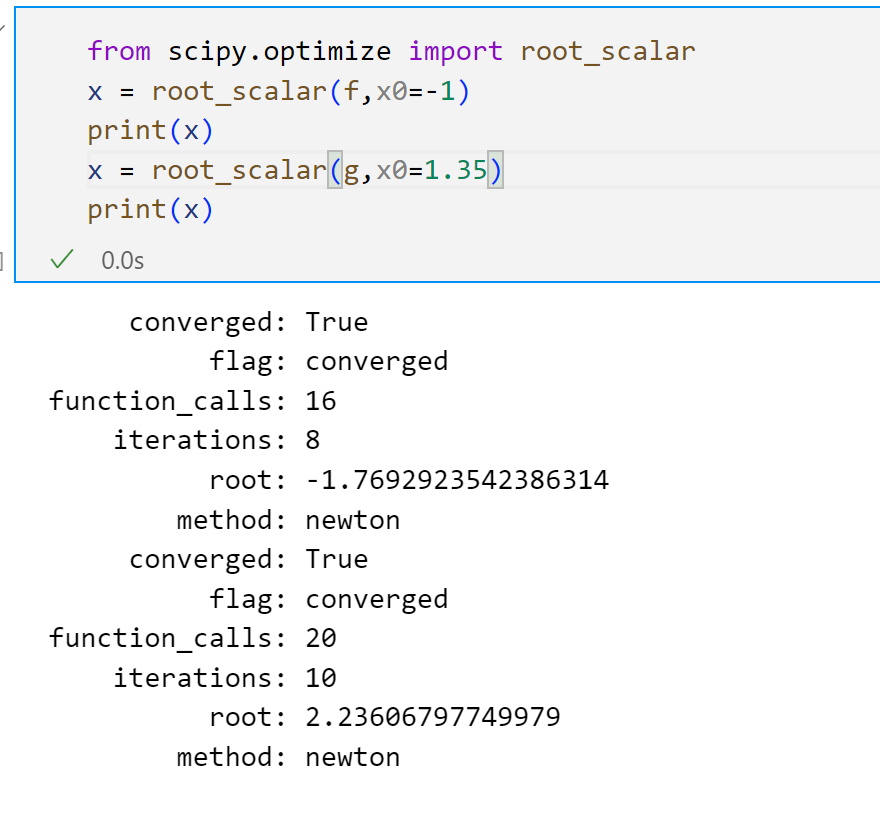 from scipy.optimize import root_scalar
x = root_scalar(f,x0=-1)
print(x)
x = root_scalar(g,x0=1.35)
print(x)
0.0s
converged: True
flag: converged
function_calls: 16
iterations: 8
root: -1.7692923542386314
method: newton
converged: True
flag: converged
function_calls: 20
iterations: 10
root: 2.23606797749979
method: newton